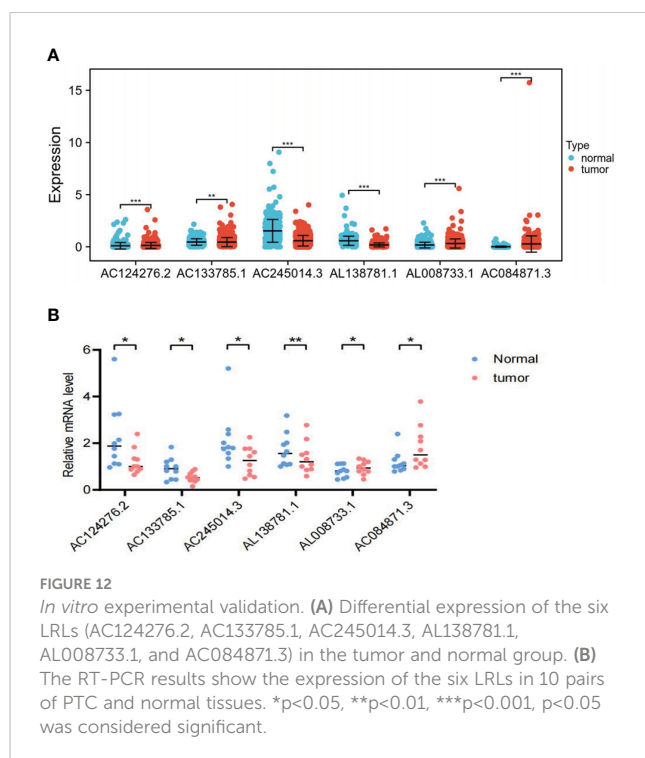 A
***
15
Expression
10
5
0
***
**
***
***
***
Type
normal
tumor
AC124276.2 AC133785.1 AC245014.3 AL138781.1 AL008733.1 AC084871.3
B
Relative mRNA level
6
4
2
0
* * * ** * *
Normal
tumor
AC124276.2 AC133785.1 AC245014.3 AL138781.1 AL008733.1 AC084871.3
FIGURE 12
In vitro experimental validation. (A) Differential expression of the six
LRLs (AC124276.2, AC133785.1, AC245014.3, AL138781.1,
AL008733.1, and AC084871.3) in the tumor and normal group. (B)
The RT-PCR results show the expression of the six LRLs in 10 pairs
of PTC and normal tissues. *p<0.05, **p<0.01, ***p<0.001, p<0.05
was considered significant.